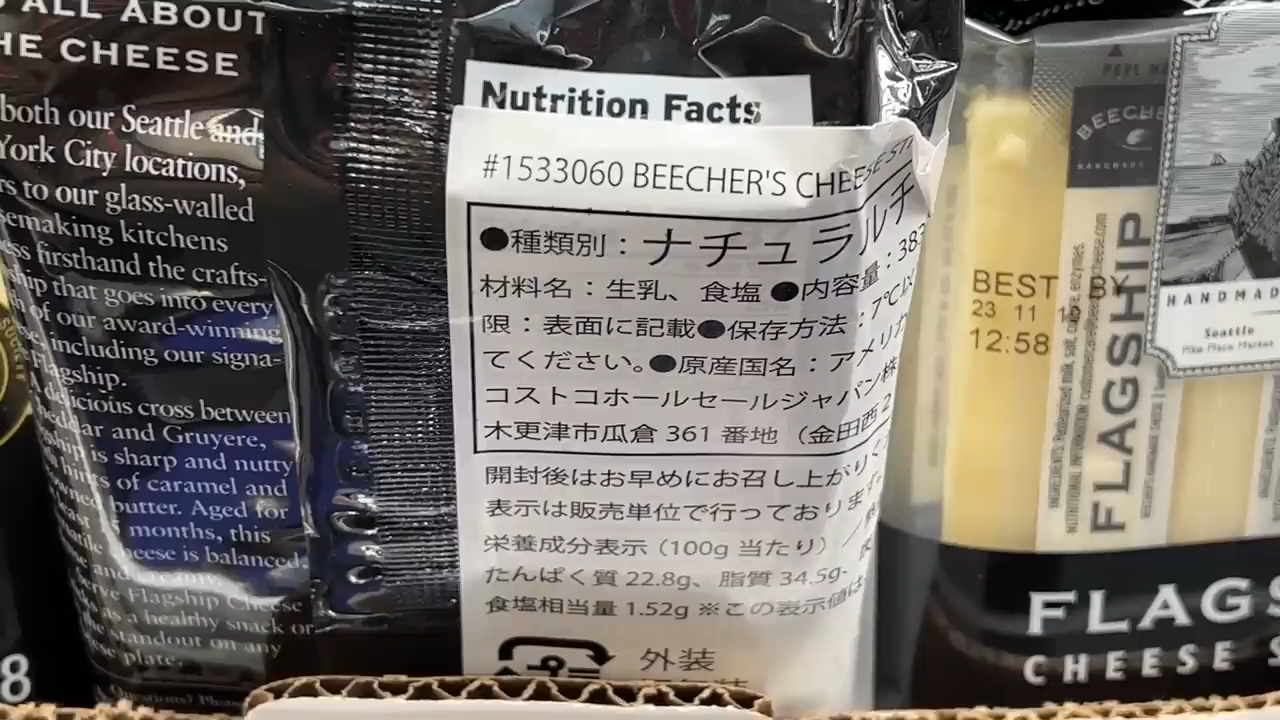 ALL ABOUT
THE CHEESE
both our Seattle and
York City locations,
to our glass-walled
kitchens
firsthand the crafts-
ship that goes into every
of our award-winning
including our signa-
Flagship.
A delicious cross between
and Gruyere,
is sharp and nutty
hints of caramel and
butter. Aged for
months, this
cheese is balanced,
and creamy.
Flagship Cheese
as a healthy snack or
standout on any
plate.
Questions? Please
8
Nutrition Facts
#1533060 BEECHER'S CHEESE ST
●種類別：ナチュラルチ
材料名：生乳、食塩 ●内容量：383
限：表面に記載●保存方法：7℃以
てください。●原産国名：アメリカ
コストコホールセールジャパン株
木更津市瓜倉 361 番地（金田西2
開封後はお早めにお召し上がりく
表示は販売単位で行っております。
栄養成分表示（100g 当たり）／
たんぱく質 22.8g、脂質 34.5g、
食塩相当量 1.52g ※この表示値は
外装
PEEL
BEECHE
HANDMADE
FLAGSHIP
BEST BY
23 11
12:58
HANDMAD
Seattle
Pike Place Market
FLAGS
CHEESE S